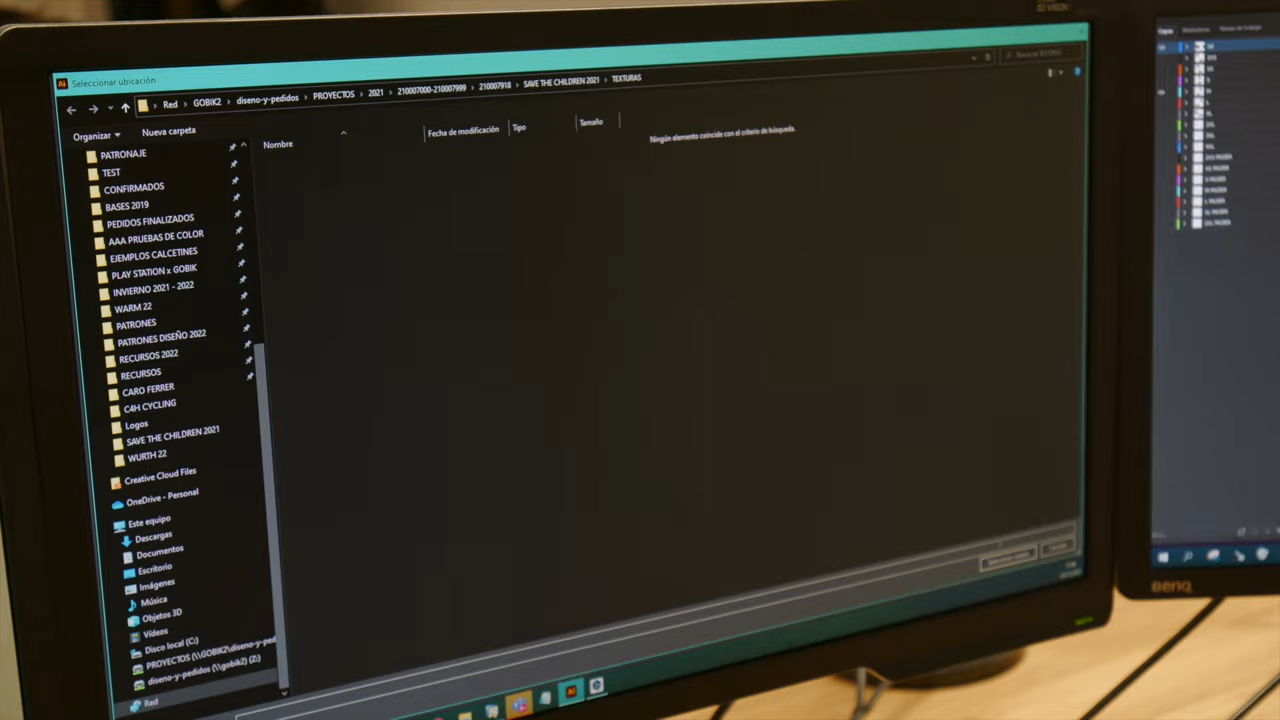 3D VISION
Ai Seleccionar ubicación
Red > GOBIK2 > diseno-y-pedidos > PROYECTOS > 2021 > 210007000-210007999 > 210007918 > SAVE THE CHILDREN 2021 > TEXTURAS
Organizar
Nueva carpeta
Nombre
Fecha de modificación
Tipo
Tamaño
Ningún elemento coincide con el criterio de búsqueda.
PATRONAJE
TEST
CONFIRMADOS
BASES 2019
PEDIDOS FINALIZADOS
AAA PRUEBAS DE COLOR
EJEMPLOS CALCETINES
PLAY STATION x GOBIK
INVIERNO 2021 - 2022
WARM 22
PATRONES
PATRONES DISEÑO 2022
RECURSOS 2022
RECURSOS
CARO FERRER
C4H CYCLING
Logos
SAVE THE CHILDREN 2021
WURTH 22
Creative Cloud Files
OneDrive - Personal
Este equipo
Descargas
Documentos
Escritorio
Imágenes
Música
Objetos 3D
Vídeos
Disco local (C:)
PROYECTOS (\\GOBIK2\diseno-y-ped
diseno-y-pedidos (\\gobik2) (Z:)
Red
Capas
BenQ